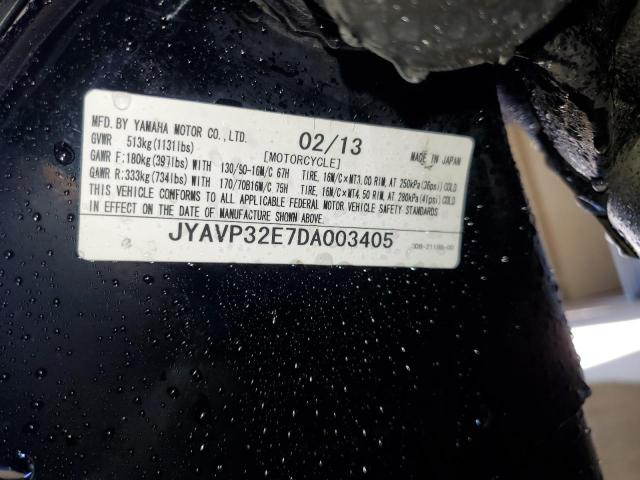 MFD. BY YAMAHA MOTOR CO., LTD. 02/13 MADE IN JAPAN
GVWR 513kg(1131lbs) [MOTORCYCLE]
GAWR F:180kg(397lbs) WITH 130/90-16M/C 67H TIRE, 16M/C×MT3.00 RIM, AT 250kPa(36psi) COLD
GAWR R:333kg(734lbs) WITH 170/70B16M/C 75H TIRE, 16M/C×MT4.50 RIM, AT 280kPa(41psi) COLD
THIS VEHICLE CONFORMS TO ALL APPLICABLE FEDERAL MOTOR VEHICLE SAFETY STANDARDS
IN EFFECT ON THE DATE OF MANUFACTURE SHOWN ABOVE.
JYAVP32E7DA003405